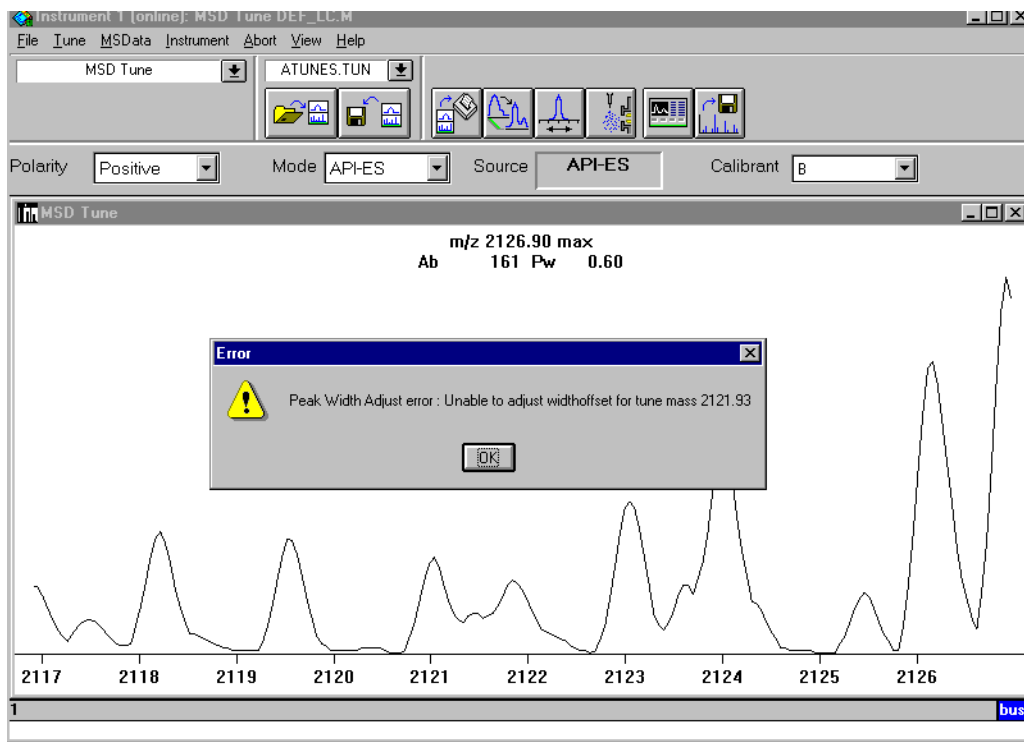 Instrument 1 (online): MSD Tune DEF_LC.M
File Tune MSData Instrument Abort View Help
MSD Tune ATUNES.TUN
Polarity Positive Mode API-ES Source API-ES Calibrant B
MSD Tune
m/z 2126.90 max
Ab 161 Pw 0.60
Error
Peak Width Adjust error : Unable to adjust widthoffset for tune mass 2121.93
OK
2117 2118 2119 2120 2121 2122 2123 2124 2125 2126
1 bus